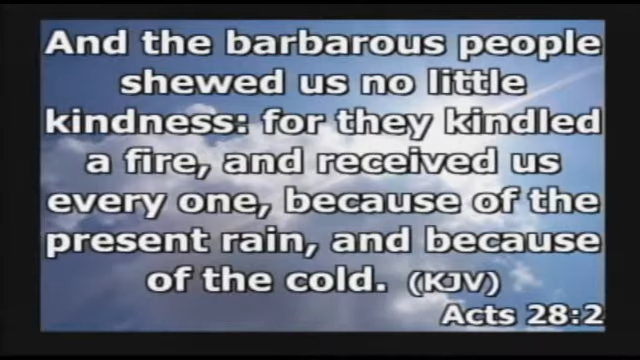 And the barbarous people
shewed us no little
kindness: for they kindled
a fire, and received us
every one, because of the
present rain, and because
of the cold. (KJV)
Acts 28:2